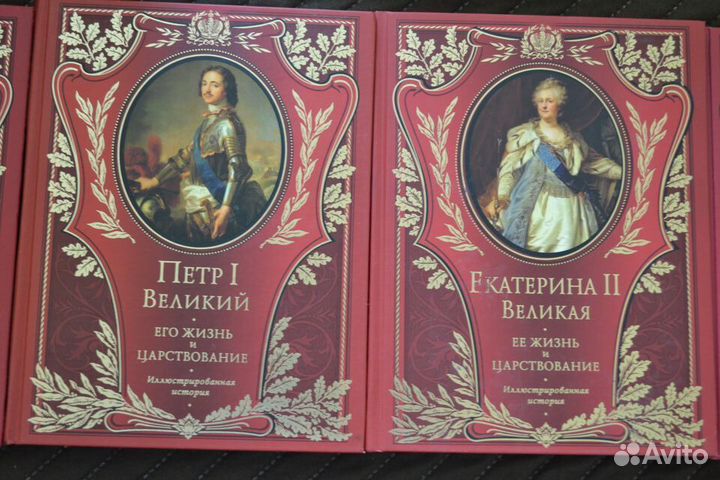 ПЕТР I
ВЕЛИКИЙ
ЕГО ЖИЗНЬ
И
ЦАРСТВОВАНИЕ
Иллюстрированная
история
ЕКАТЕРИНА II
ВЕЛИКАЯ
ЕЕ ЖИЗНЬ
И
ЦАРСТВОВАНИЕ
Иллюстрированная
история
Avito